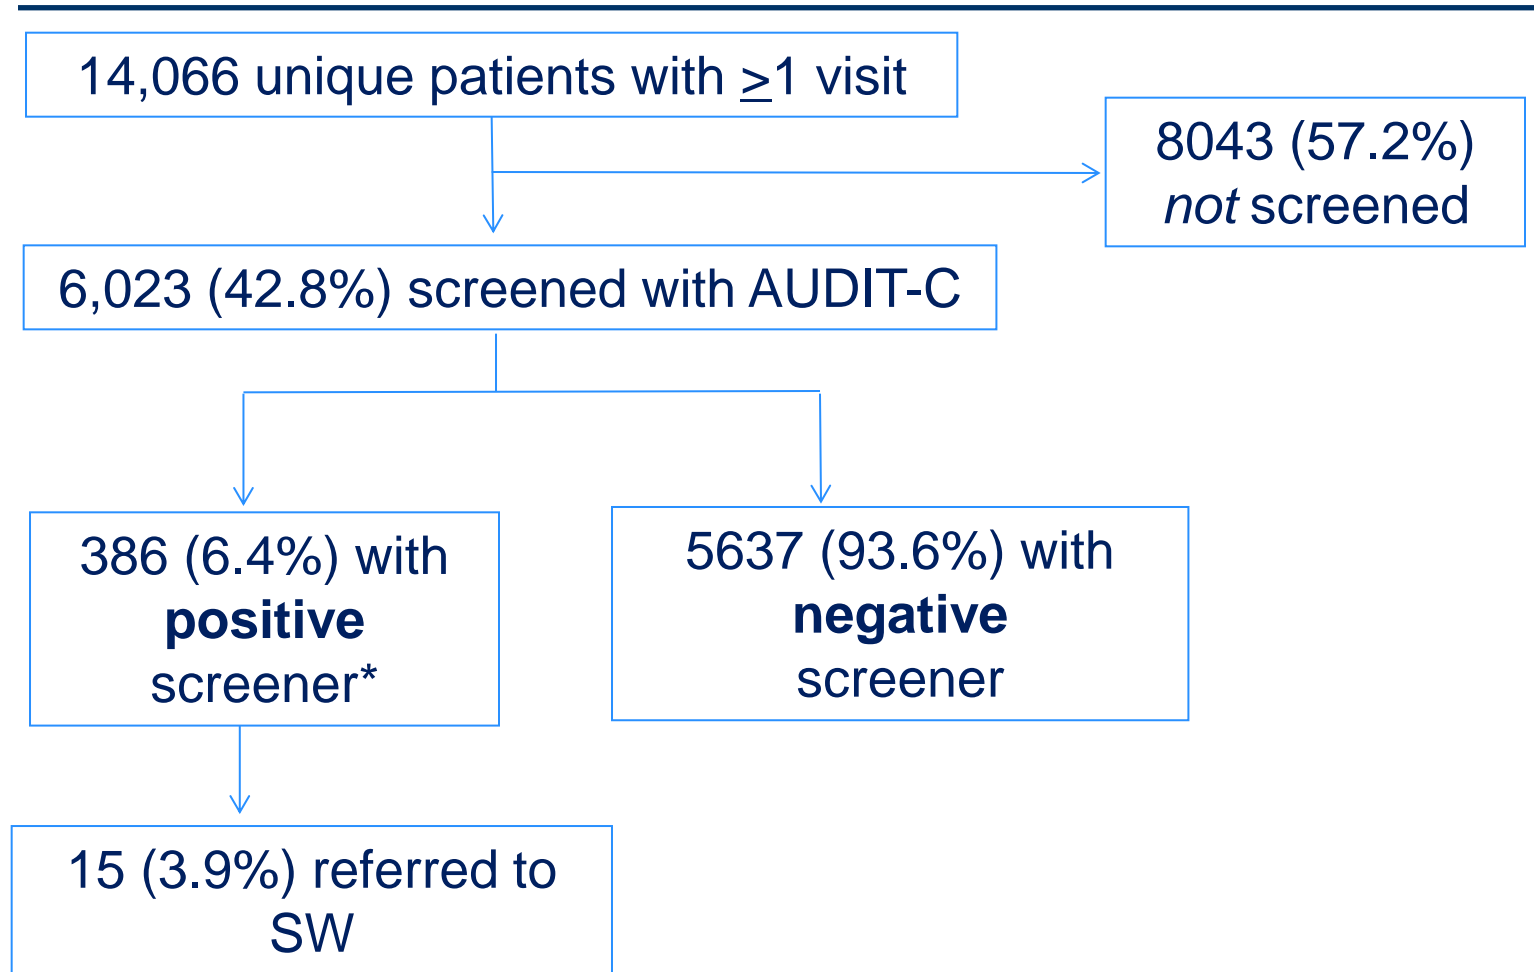 14,066 unique patients with ≥1 visit
8043 (57.2%)
not screened
6,023 (42.8%) screened with AUDIT-C
386 (6.4%) with
positive
screener*
5637 (93.6%) with
negative
screener
15 (3.9%) referred to
SW